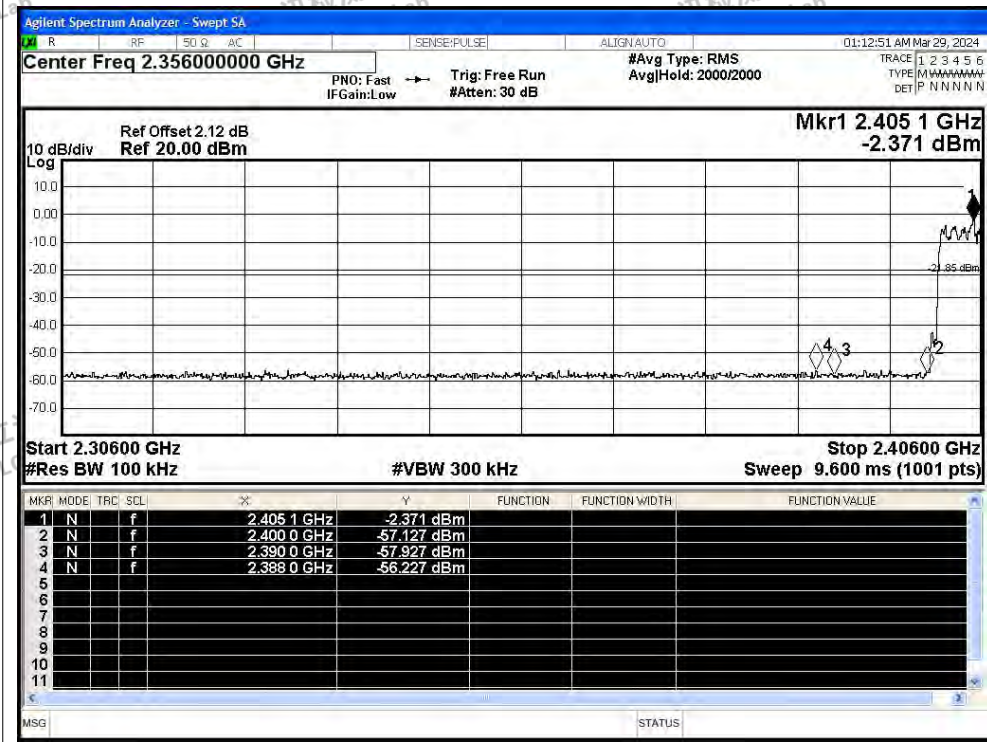 Agilent Spectrum Analyzer - Swept SA
LXI R RF 50 Ω AC SENSE:PULSE ALIGN AUTO 01:12:51 AM Mar 29, 2024
Center Freq 2.356000000 GHz #Avg Type: RMS TRACE 1 2 3 4 5 6
PNO: Fast Trig: Free Run Avg|Hold: 2000/2000 TYPE M WWWWW
IFGain:Low #Atten: 30 dB DET P N N N N N
Mkr1 2.405 1 GHz
Ref Offset 2.12 dB
10 dB/div Ref 20.00 dBm -2.371 dBm
Log
10.0
1
0.00
-10.0
-20.0
-21.85 dBm
-30.0
-40.0
-50.0
4 3 2
-60.0
-70.0
Start 2.30600 GHz Stop 2.40600 GHz
#Res BW 100 kHz #VBW 300 kHz Sweep 9.600 ms (1001 pts)
MKR MODE TRC SCL X Y FUNCTION FUNCTION WIDTH FUNCTION VALUE
1 N f 2.405 1 GHz -2.371 dBm
2 N f 2.400 0 GHz -57.127 dBm
3 N f 2.390 0 GHz -57.927 dBm
4 N f 2.388 0 GHz -56.227 dBm
5
6
7
8
9
10
11
MSG STATUS